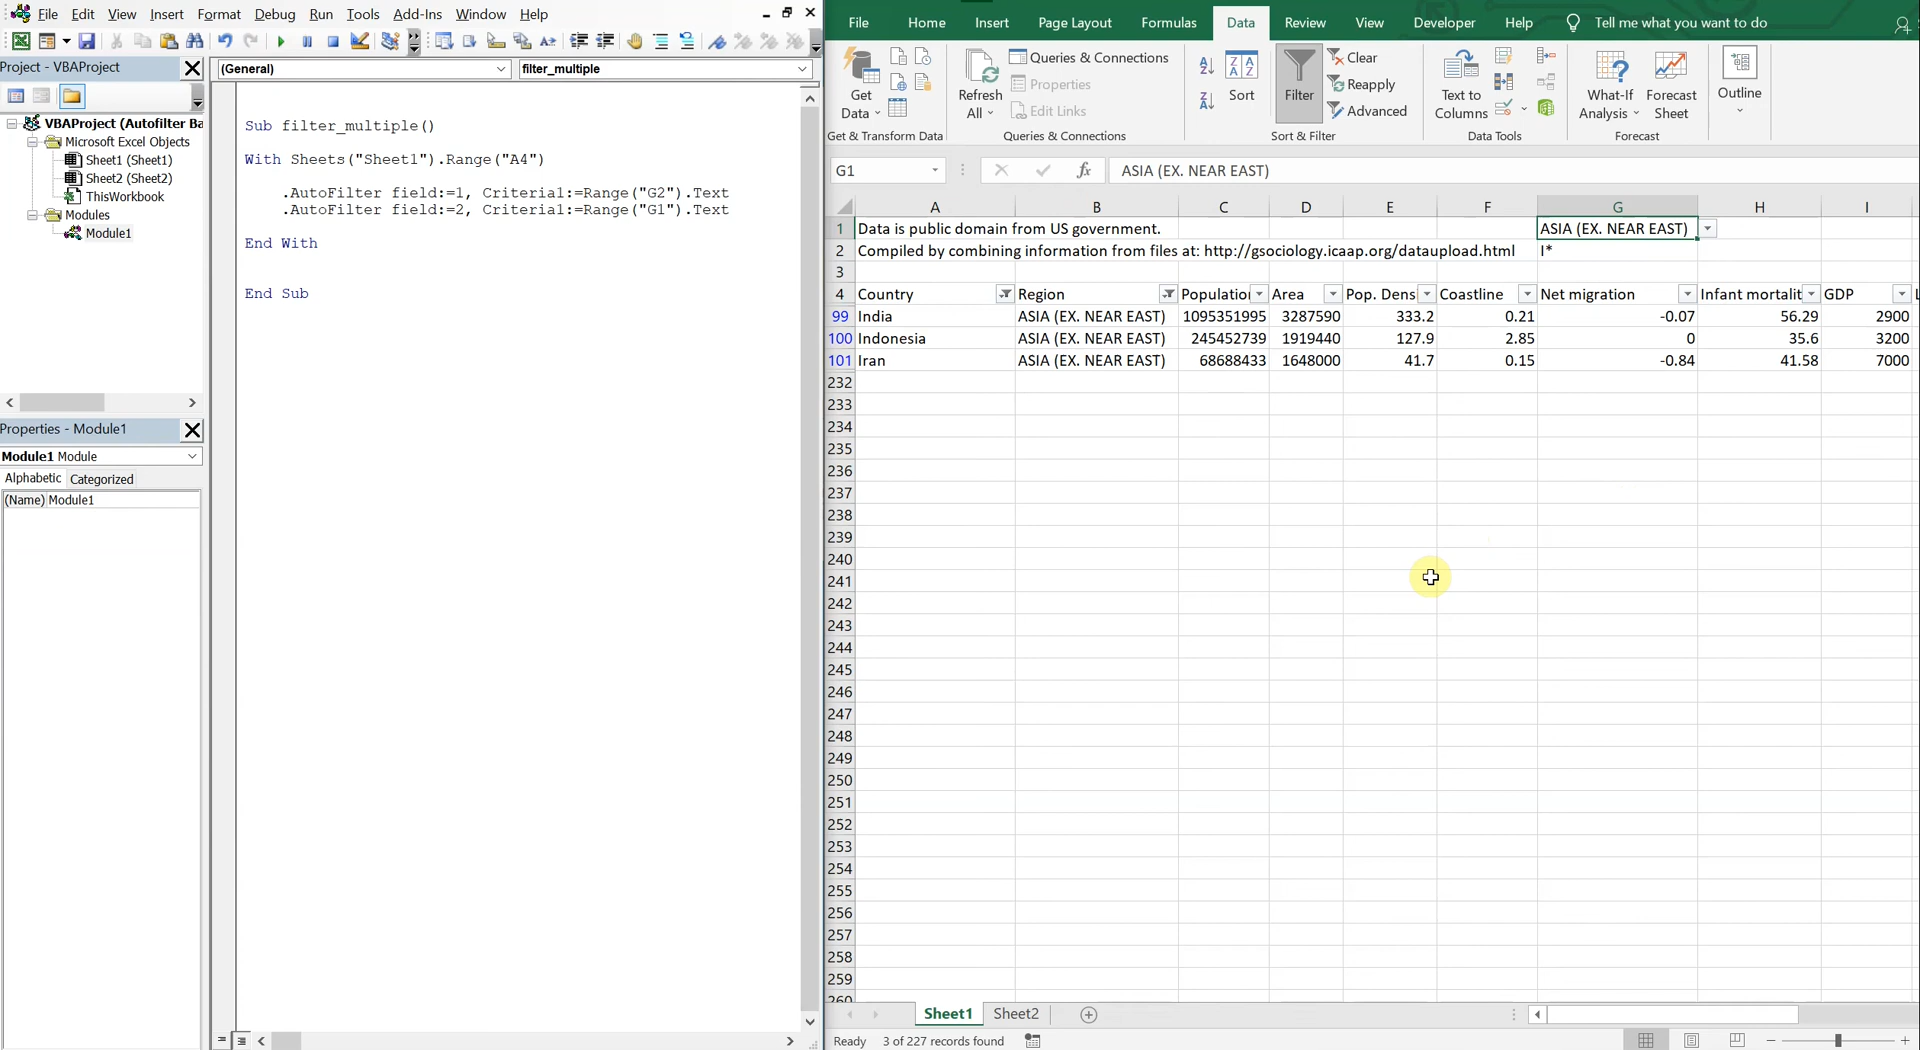 File Edit View Insert Format Debug Run Tools Add-Ins Window Help
Project - VBAProject
VBAProject (Autofilter Ba
Microsoft Excel Objects
Sheet1 (Sheet1)
Sheet2 (Sheet2)
ThisWorkbook
Modules
Module1
Properties - Module1
Module1 Module
Alphabetic Categorized
(Name) Module1
(General) filter_multiple
Sub filter_multiple()
With Sheets("Sheet1").Range("A4")
.AutoFilter field:=1, Criteria1:=Range("G2").Text
.AutoFilter field:=2, Criteria1:=Range("G1").Text
End With
End Sub
File Home Insert Page Layout Formulas Data Review View Developer Help Tell me what you want to do
Get Data
Refresh All
Queries & Connections
Properties
Edit Links
Sort
Filter
Clear
Reapply
Advanced
Text to Columns
What-If Analysis
Forecast Sheet
Outline
Get & Transform Data Queries & Connections Sort & Filter Data Tools Forecast
G1 fx ASIA (EX. NEAR EAST)
A B C D E F G H I
1 Data is public domain from US government. ASIA (EX. NEAR EAST)
2 Compiled by combining information from files at: http://gsociology.icaap.org/dataupload.html I*
3
4 Country Region Population Area Pop. Dens Coastline Net migration Infant mortalit GDP L
99 India ASIA (EX. NEAR EAST) 1095351995 3287590 333.2 0.21 -0.07 56.29 2900
100 Indonesia ASIA (EX. NEAR EAST) 245452739 1919440 127.9 2.85 0 35.6 3200
101 Iran ASIA (EX. NEAR EAST) 68688433 1648000 41.7 0.15 -0.84 41.58 7000
232
233
234
235
236
237
238
239
240
241
242
243
244
245
246
247
248
249
250
251
252
253
254
255
256
257
258
259
260
Sheet1 Sheet2
Ready 3 of 227 records found